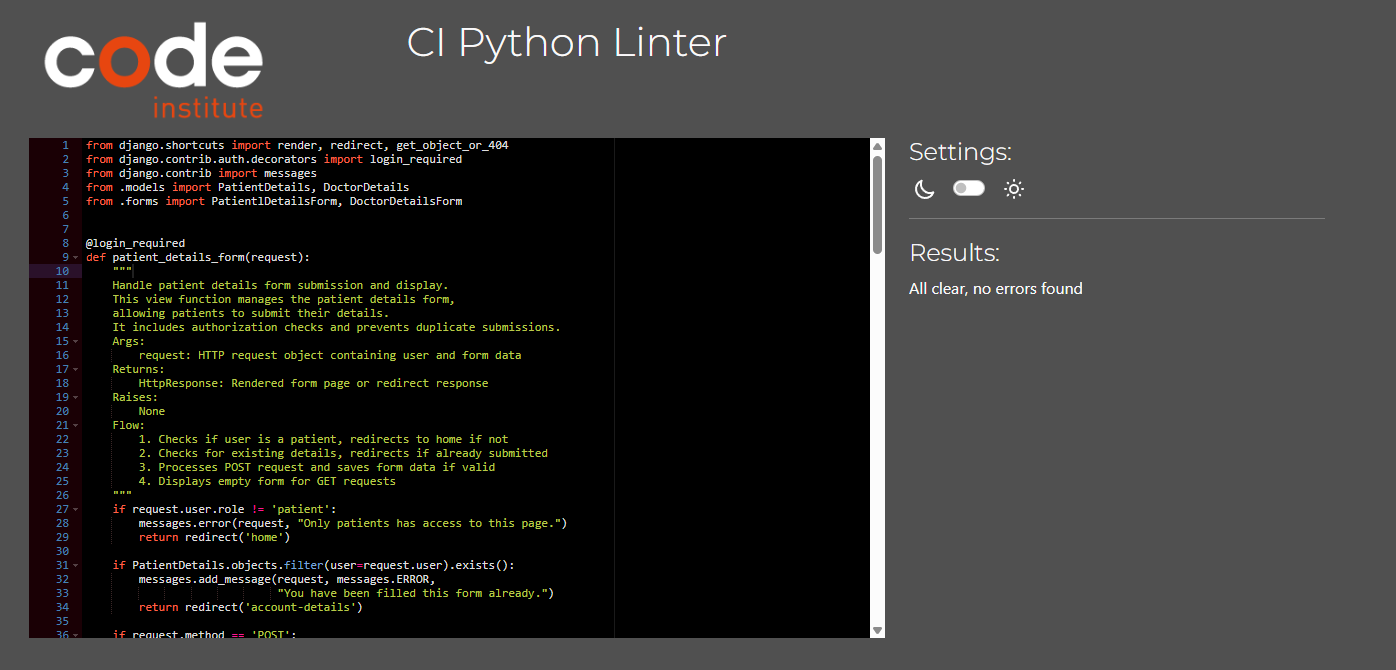 code
institute
CI Python Linter
1 from django.shortcuts import render, redirect, get_object_or_404
2 from django.contrib.auth.decorators import login_required
3 from django.contrib import messages
4 from .models import PatientDetails, DoctorDetails
5 from .forms import PatientlDetailsForm, DoctorDetailsForm
6
7
8 @login_required
9 def patient_details_form(request):
10 """
11 Handle patient details form submission and display.
12 This view function manages the patient details form,
13 allowing patients to submit their details.
14 It includes authorization checks and prevents duplicate submissions.
15 Args:
16 request: HTTP request object containing user and form data
17 Returns:
18 HttpResponse: Rendered form page or redirect response
19 Raises:
20 None
21 Flow:
22 1. Checks if user is a patient, redirects to home if not
23 2. Checks for existing details, redirects if already submitted
24 3. Processes POST request and saves form data if valid
25 4. Displays empty form for GET requests
26 """
27 if request.user.role != 'patient':
28 messages.error(request, "Only patients has access to this page.")
29 return redirect('home')
30
31 if PatientDetails.objects.filter(user=request.user).exists():
32 messages.add_message(request, messages.ERROR,
33 "You have been filled this form already.")
34 return redirect('account-details')
35
36 if request.method == 'POST':
Settings:
Results:
All clear, no errors found